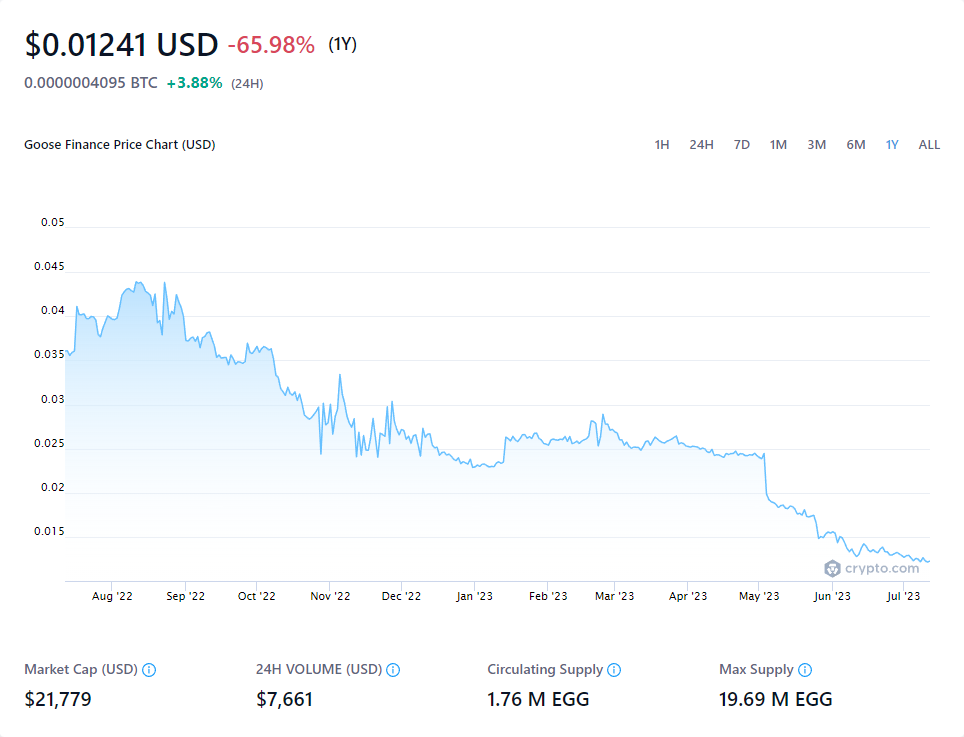 $0.01241 USD -65.98% (1Y)
0.0000004095 BTC +3.88% (24H)
Goose Finance Price Chart (USD) 1H 24H 7D 1M 3M 6M 1Y ALL
0.05
0.045
0.04
0.035
0.03
0.025
0.02
0.015
crypto.com
Aug '22 Sep '22 Oct '22 Nov '22 Dec '22 Jan '23 Feb '23 Mar '23 Apr '23 May '23 Jun '23 Jul '23
Market Cap (USD) 24H VOLUME (USD) Circulating Supply Max Supply
$21,779 $7,661 1.76 M EGG 19.69 M EGG